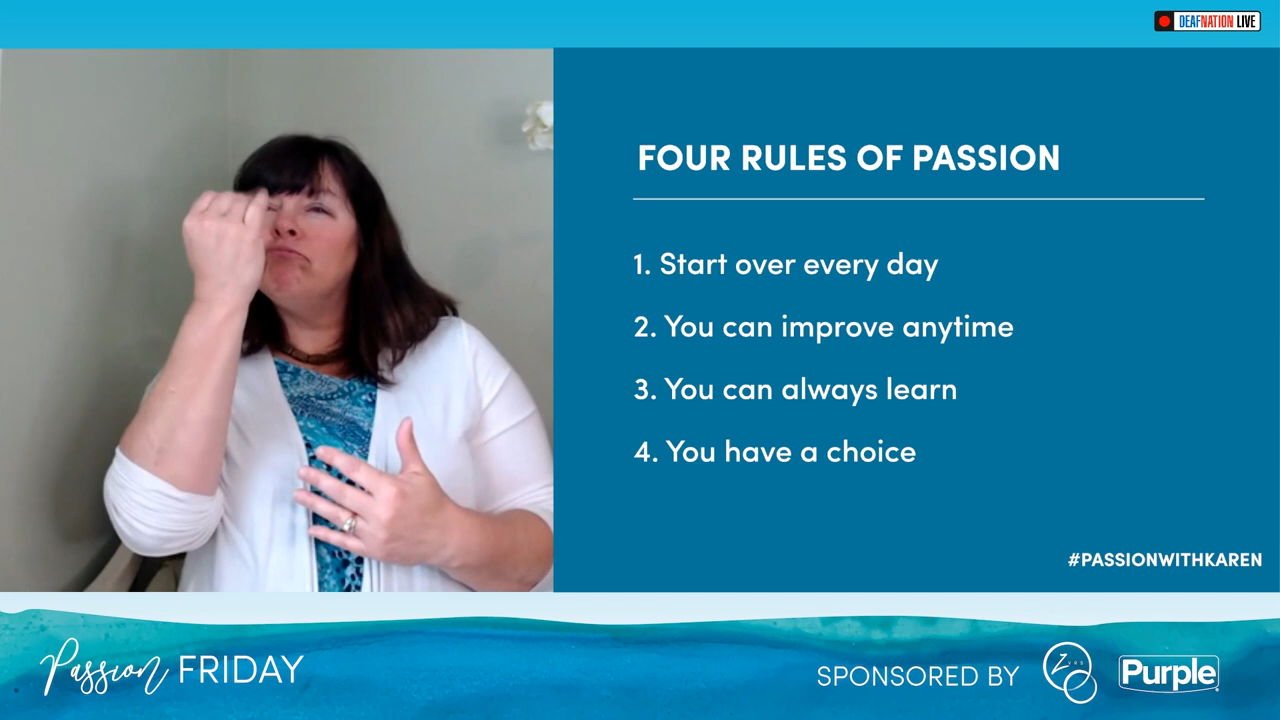 DEAFNATION LIVE
FOUR RULES OF PASSION
1. Start over every day
2. You can improve anytime
3. You can always learn
4. You have a choice
#PASSIONWITHKAREN
Passion FRIDAY
SPONSORED BY
ZVRS
Purple